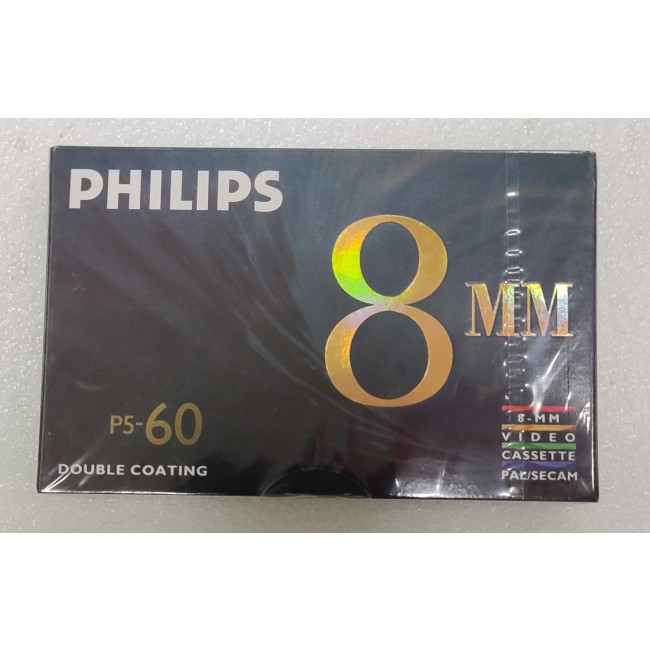 PHILIPS
8 MM
P5-60
DOUBLE COATING
8-MM
VIDEO
CASSETTE
PAL/SECAM